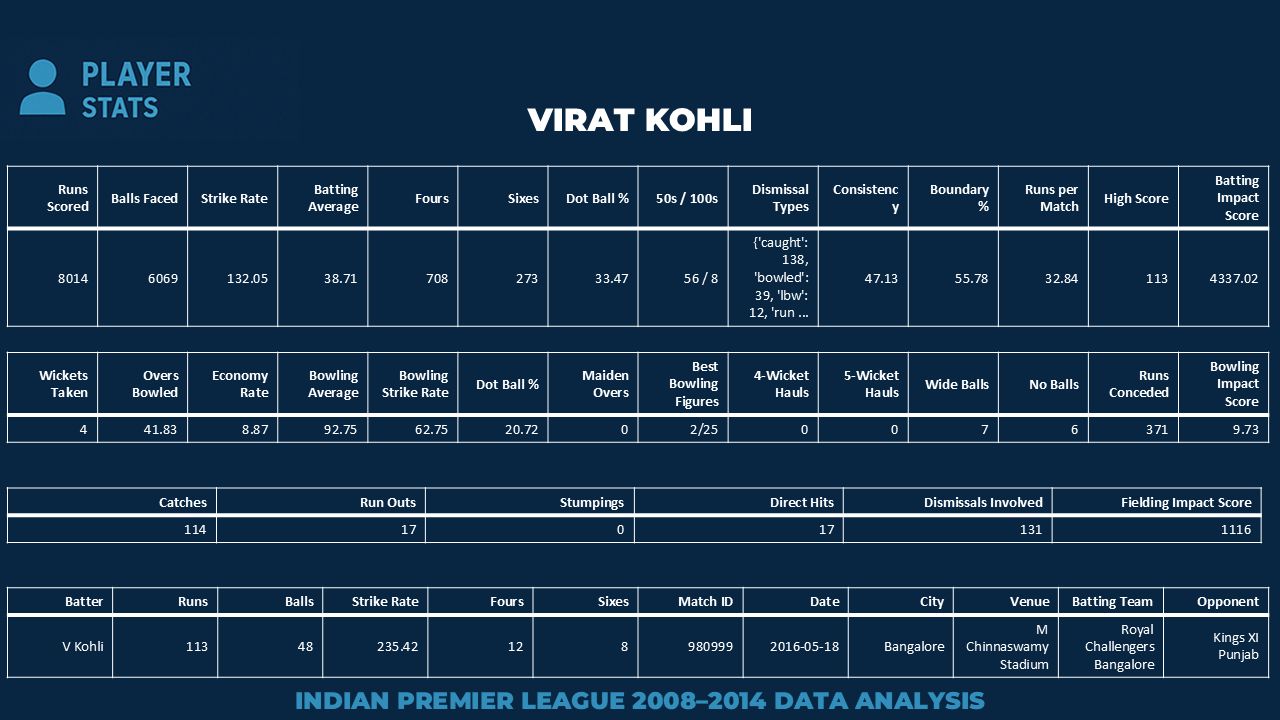 PLAYER
STATS
VIRAT KOHLI
Runs Scored | Balls Faced | Strike Rate | Batting Average | Fours | Sixes | Dot Ball % | 50s / 100s | Dismissal Types | Consistency | Boundary % | Runs per Match | High Score | Batting Impact Score
8014 | 6069 | 132.05 | 38.71 | 708 | 273 | 33.47 | 56 / 8 | {'caught': 138, 'bowled': 39, 'lbw': 12, 'run ... | 47.13 | 55.78 | 32.84 | 113 | 4337.02
Wickets Taken | Overs Bowled | Economy Rate | Bowling Average | Bowling Strike Rate | Dot Ball % | Maiden Overs | Best Bowling Figures | 4-Wicket Hauls | 5-Wicket Hauls | Wide Balls | No Balls | Runs Conceded | Bowling Impact Score
4 | 41.83 | 8.87 | 92.75 | 62.75 | 20.72 | 0 | 2/25 | 0 | 0 | 7 | 6 | 371 | 9.73
Catches | Run Outs | Stumpings | Direct Hits | Dismissals Involved | Fielding Impact Score
114 | 17 | 0 | 17 | 131 | 1116
Batter | Runs | Balls | Strike Rate | Fours | Sixes | Match ID | Date | City | Venue | Batting Team | Opponent
V Kohli | 113 | 48 | 235.42 | 12 | 8 | 980999 | 2016-05-18 | Bangalore | M Chinnaswamy Stadium | Royal Challengers Bangalore | Kings XI Punjab
INDIAN PREMIER LEAGUE 2008–2014 DATA ANALYSIS